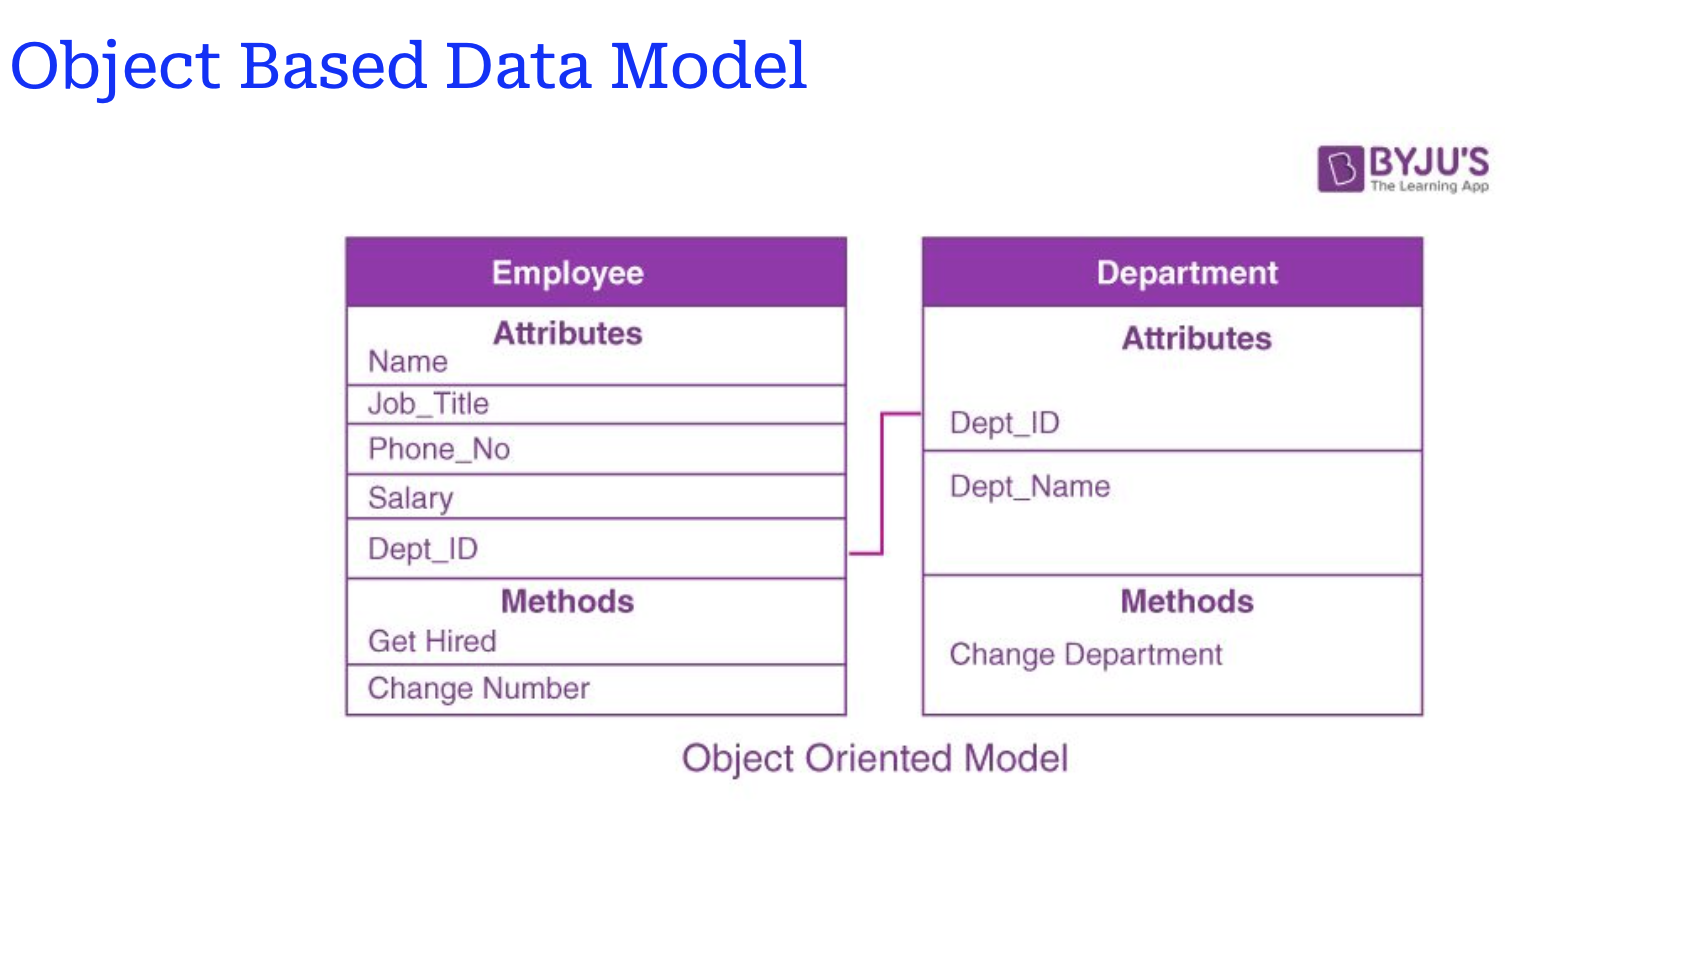 Object Based Data Model
BYJU'S
The Learning App
Employee
Attributes
Name
Job_Title
Phone_No
Salary
Dept_ID
Methods
Get Hired
Change Number
Department
Attributes
Dept_ID
Dept_Name
Methods
Change Department
Object Oriented Model